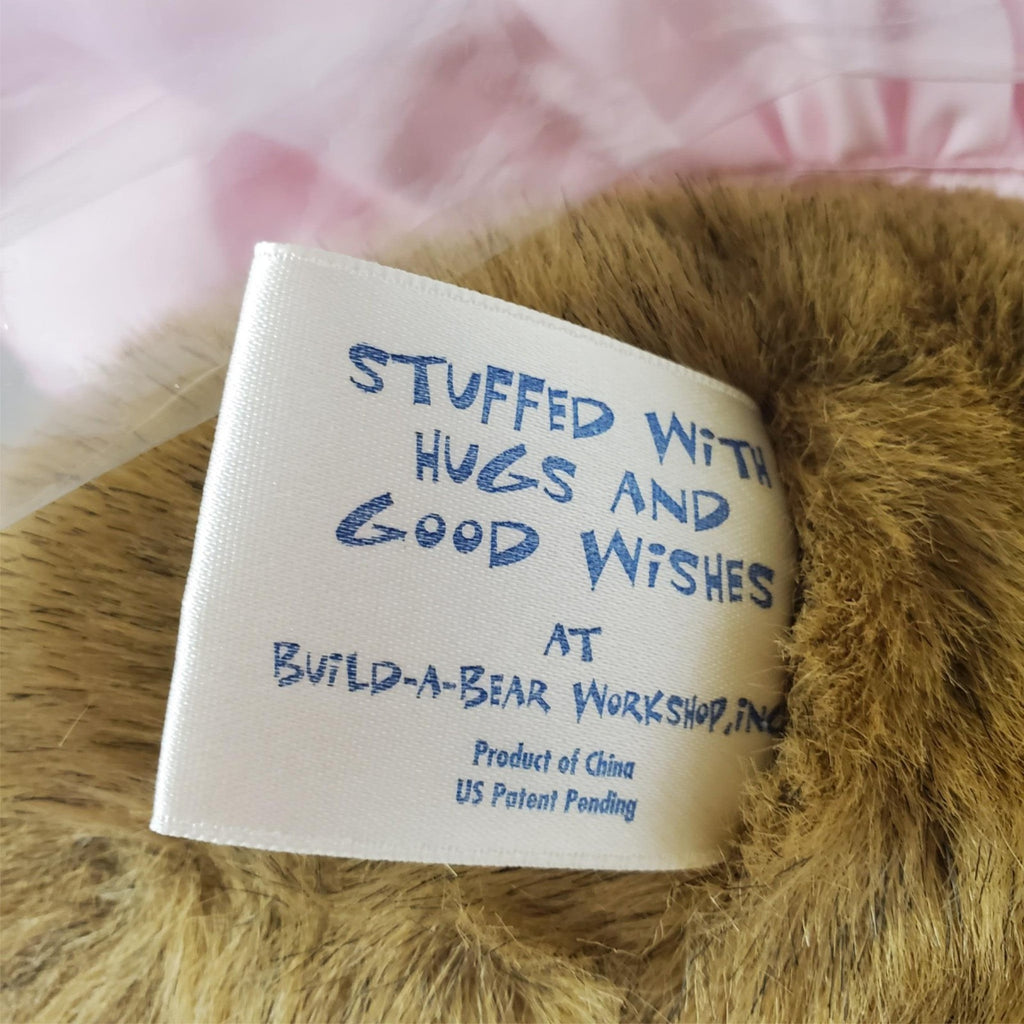 STUFFED WiTH
HUGS AND
GOOD WiSHES
AT
BUiLD-A-BEAR WORKSHOP, iNC
Product of China
US Patent Pending